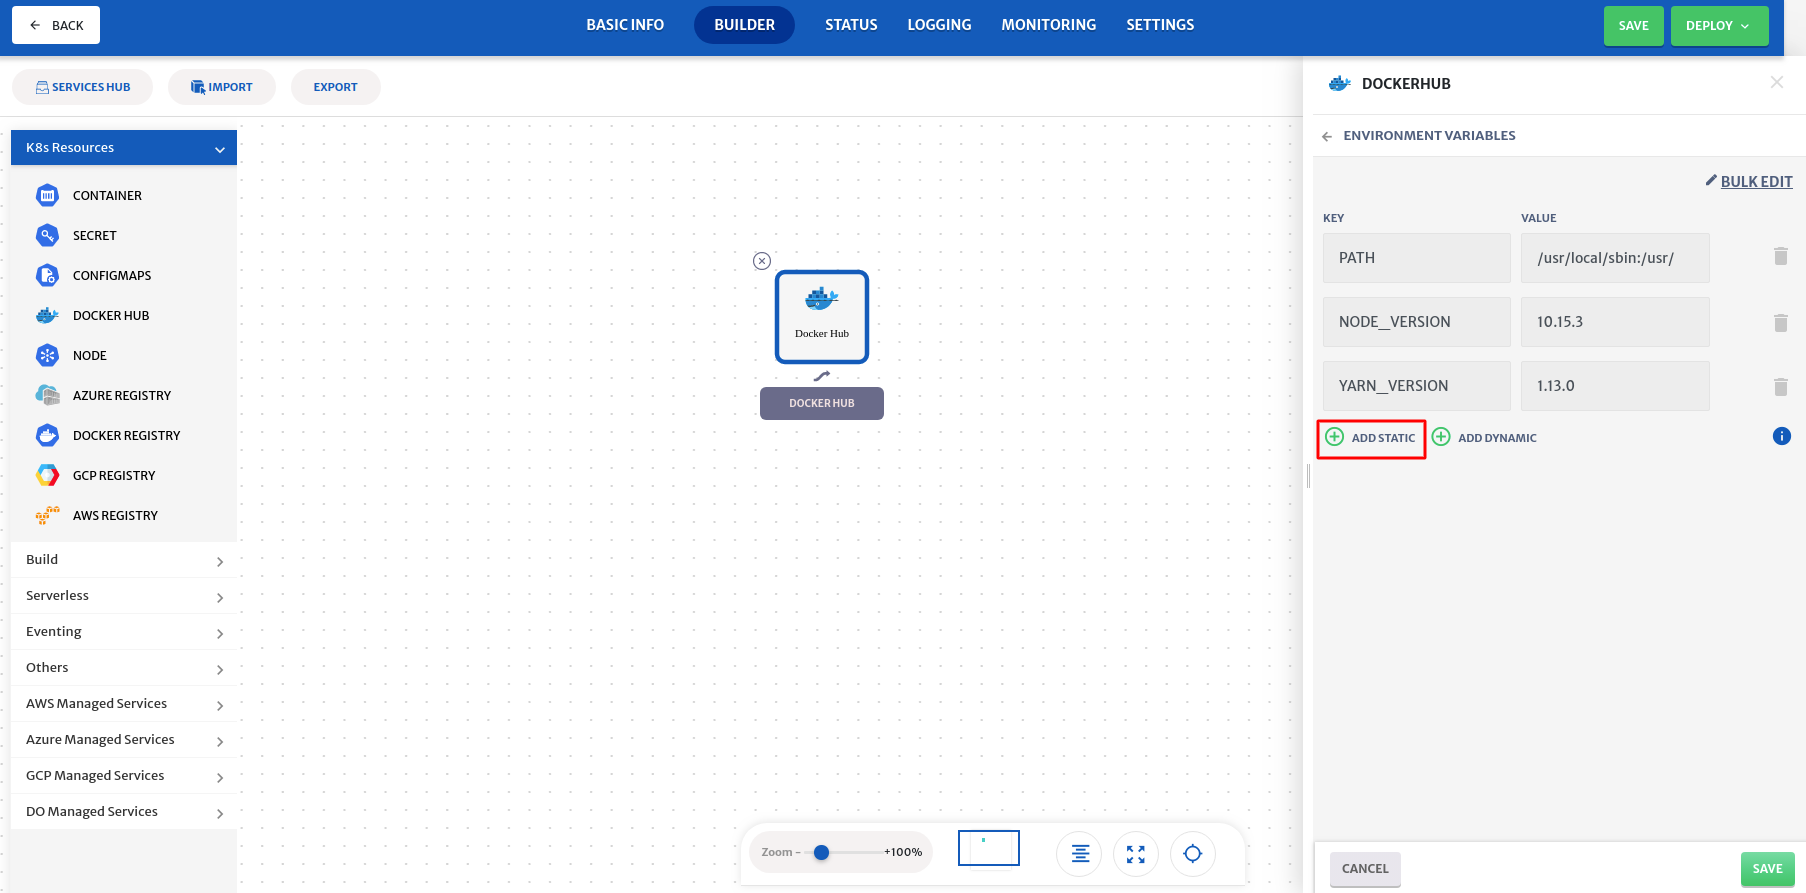 BACK
BASIC INFO
BUILDER
STATUS
LOGGING
MONITORING
SETTINGS
SAVE
DEPLOY
SERVICES HUB
IMPORT
EXPORT
K8s Resources
CONTAINER
SECRET
CONFIGMAPS
DOCKER HUB
NODE
AZURE REGISTRY
DOCKER REGISTRY
GCP REGISTRY
AWS REGISTRY
Build
Serverless
Eventing
Others
AWS Managed Services
Azure Managed Services
GCP Managed Services
DO Managed Services
Docker Hub
DOCKER HUB
Zoom - +100%
DOCKERHUB
ENVIRONMENT VARIABLES
BULK EDIT
KEY VALUE
PATH /usr/local/sbin:/usr/
NODE_VERSION 10.15.3
YARN_VERSION 1.13.0
ADD STATIC ADD DYNAMIC
CANCEL
SAVE